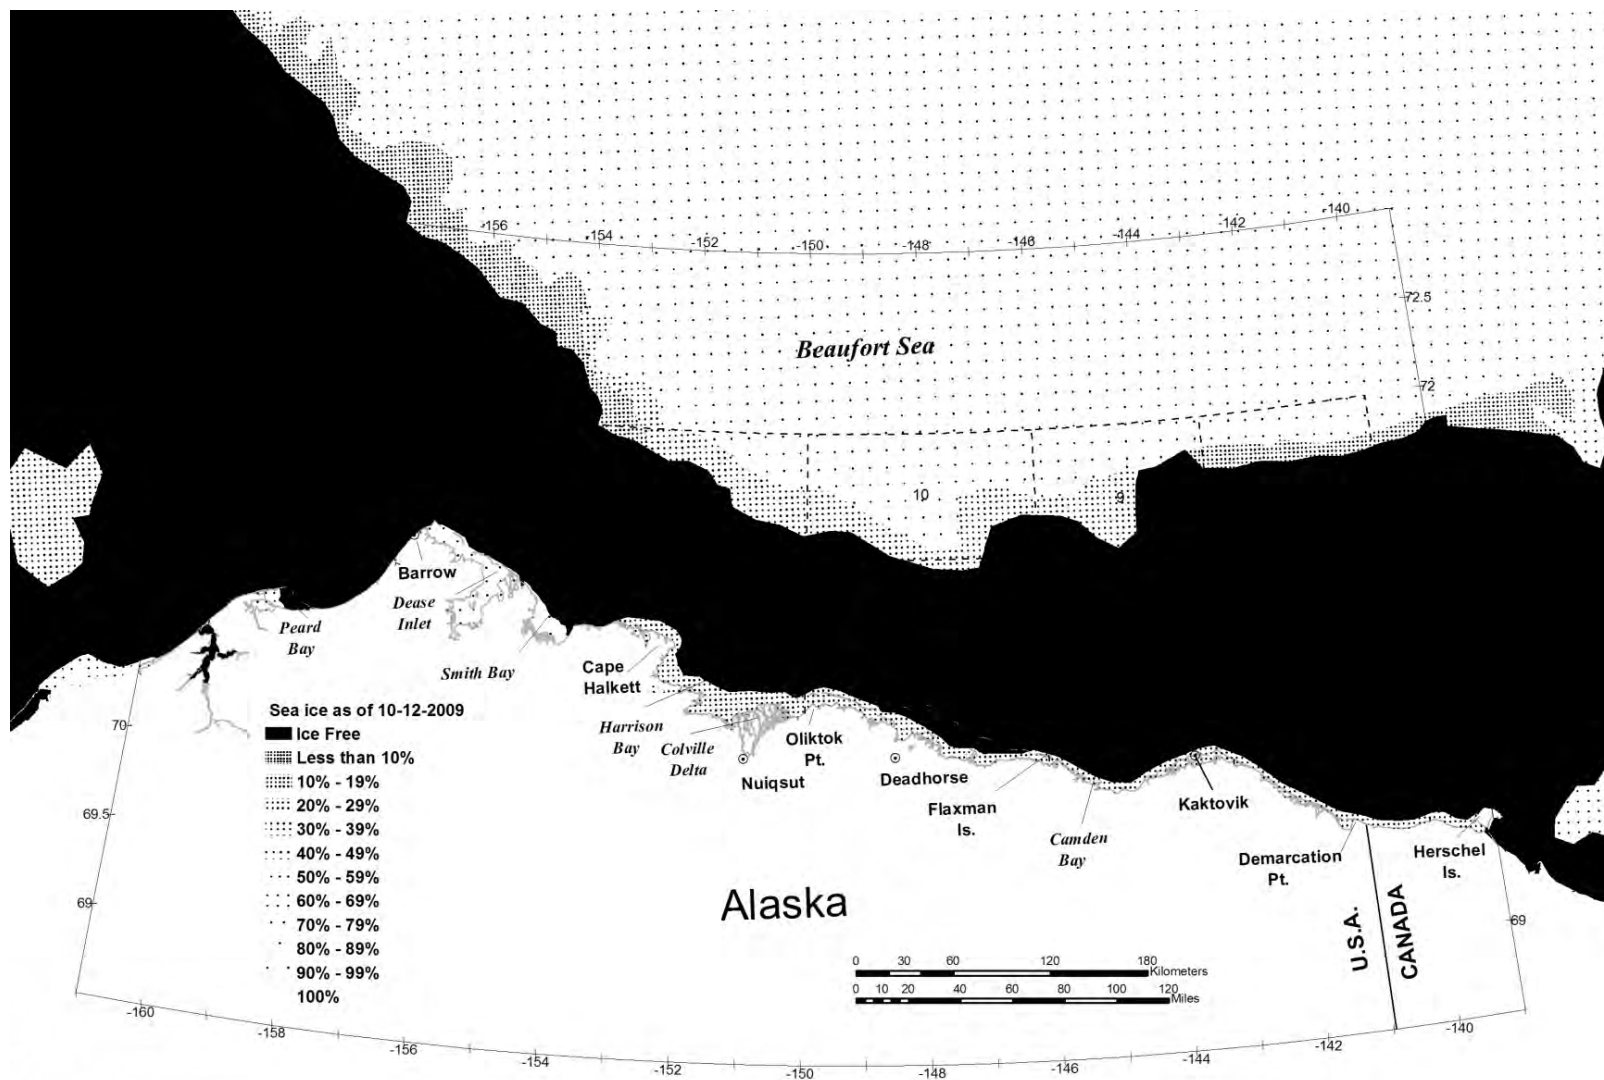 -156
-154
-152
-150
-148
-146
-144
-142
-140
72.5
72
Beaufort Sea
10
9
Barrow
Dease
Inlet
Peard
Bay
Smith Bay
Cape
Halkett
Harrison
Bay
Colville
Delta
Nuiqsut
Oliktok
Pt.
Deadhorse
Flaxman
Is.
Camden
Bay
Kaktovik
Demarcation
Pt.
Herschel
Is.
70
69.5
69
Sea ice as of 10-12-2009
Ice Free
Less than 10%
10% - 19%
20% - 29%
30% - 39%
40% - 49%
50% - 59%
60% - 69%
70% - 79%
80% - 89%
90% - 99%
100%
Alaska
U.S.A.
CANADA
69
0 30 60 120 180
Kilometers
0 10 20 40 60 80 100 120
Miles
-160
-158
-156
-154
-152
-150
-148
-146
-144
-142
-140